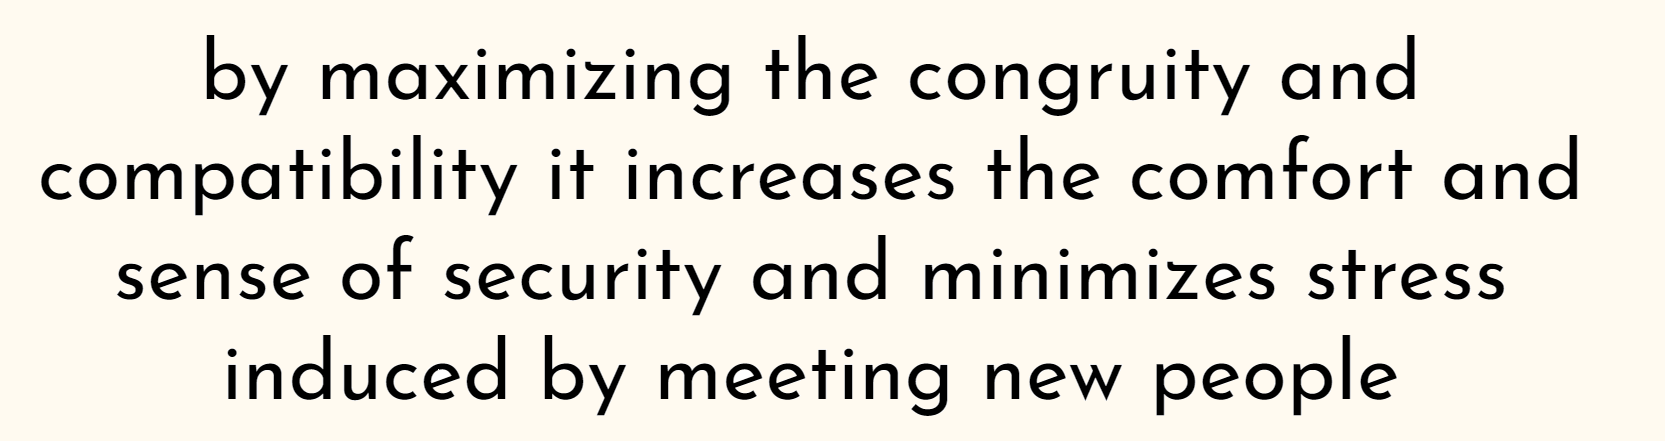 by maximizing the congruity and
compatibility it increases the comfort and
sense of security and minimizes stress
induced by meeting new people